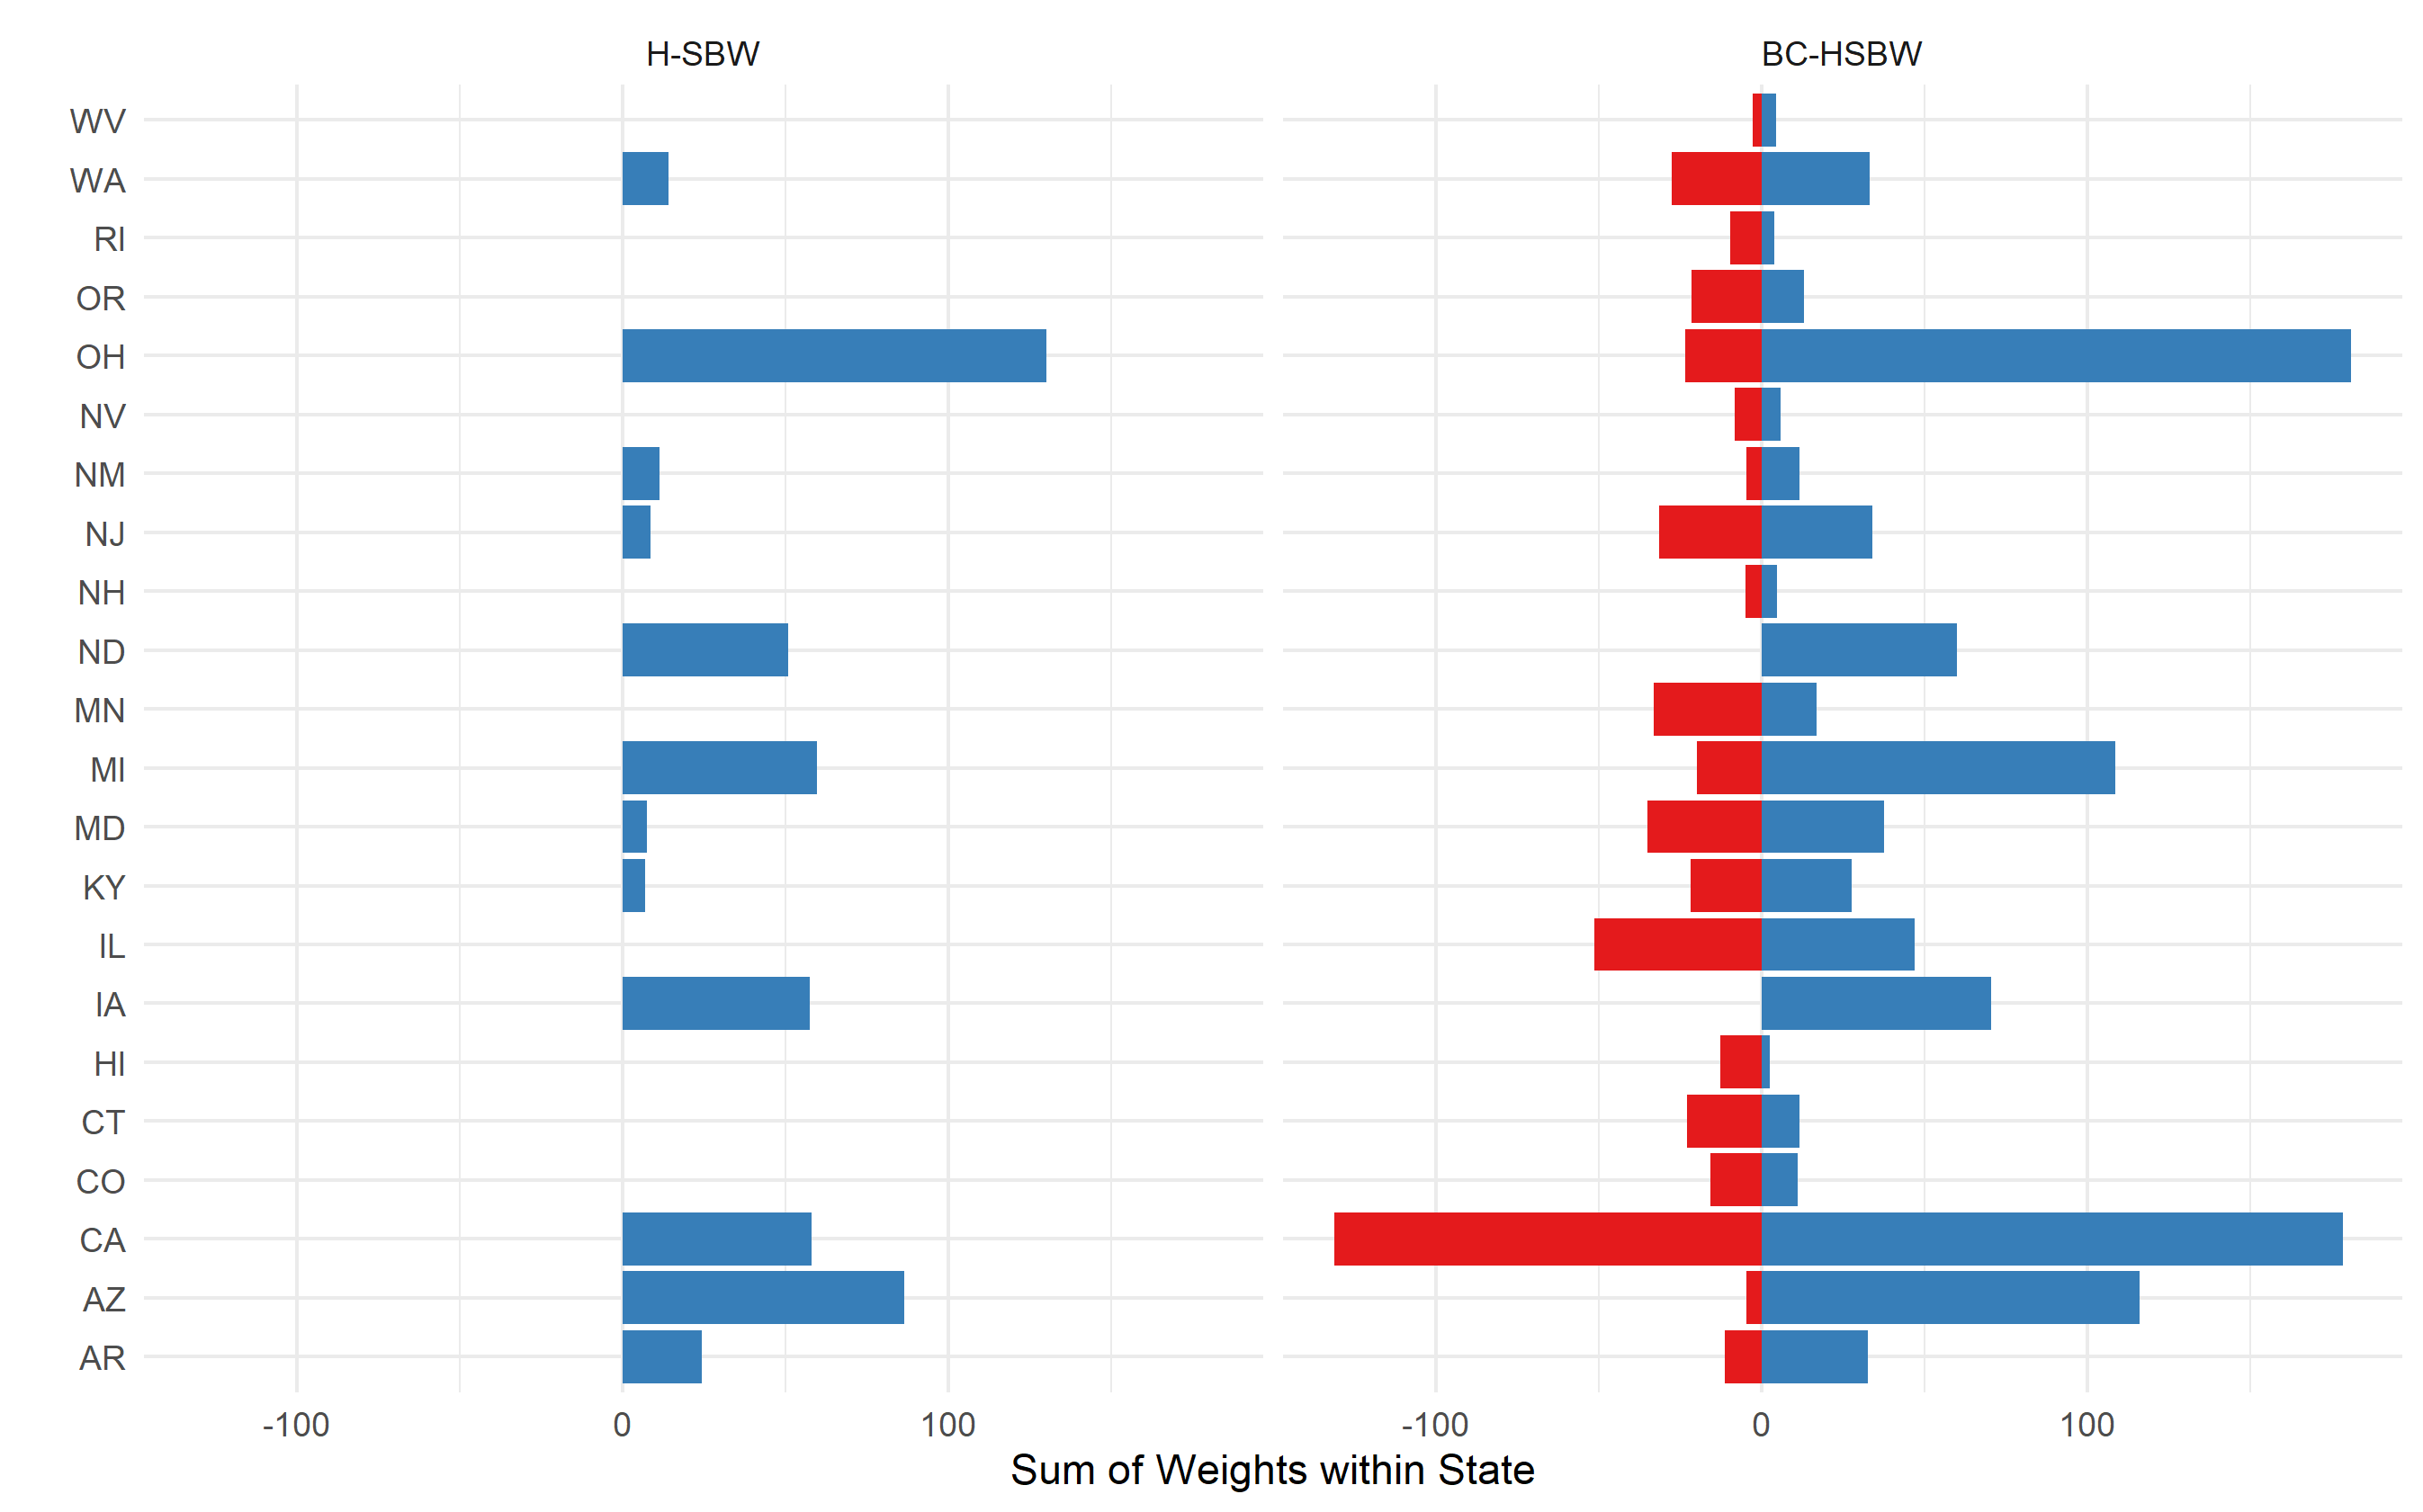 H-SBW
BC-HSBW
WV
WA
RI
OR
OH
NV
NM
NJ
NH
ND
MN
MI
MD
KY
IL
IA
HI
CT
CO
CA
AZ
AR
-100 0 100
-100 0 100
Sum of Weights within State